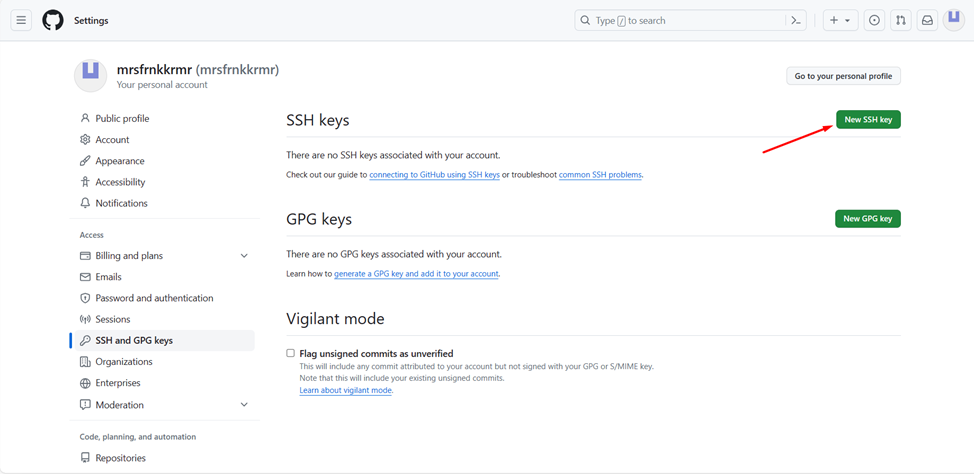 Settings
Type / to search
mrsfrnkkrmr (mrsfrnkkrmr)
Your personal account
Go to your personal profile
Public profile
Account
Appearance
Accessibility
Notifications
Access
Billing and plans
Emails
Password and authentication
Sessions
SSH and GPG keys
Organizations
Enterprises
Moderation
Code, planning, and automation
Repositories
SSH keys
New SSH key
There are no SSH keys associated with your account.
Check out our guide to connecting to GitHub using SSH keys or troubleshoot common SSH problems.
GPG keys
New GPG key
There are no GPG keys associated with your account.
Learn how to generate a GPG key and add it to your account.
Vigilant mode
Flag unsigned commits as unverified
This will include any commit attributed to your account but not signed with your GPG or S/MIME key.
Note that this will include your existing unsigned commits.
Learn about vigilant mode.